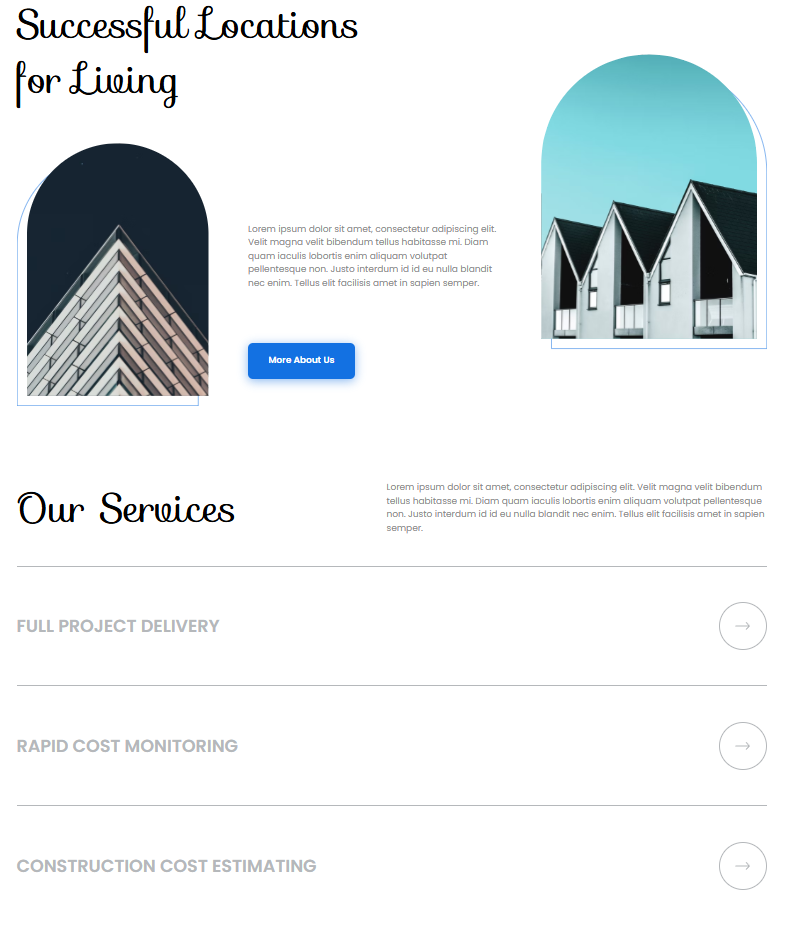 Successful Locations
for Living
Lorem ipsum dolor sit amet, consectetur adipiscing elit.
Velit magna velit bibendum tellus habitasse mi. Diam
quam iaculis lobortis enim aliquam volutpat
pellentesque non. Justo interdum id id eu nulla blandit
nec enim. Tellus elit facilisis amet in sapien semper.
More About Us
Our Services
Lorem ipsum dolor sit amet, consectetur adipiscing elit. Velit magna velit bibendum
tellus habitasse mi. Diam quam iaculis lobortis enim aliquam volutpat pellentesque
non. Justo interdum id id eu nulla blandit nec enim. Tellus elit facilisis amet in sapien
semper.
FULL PROJECT DELIVERY
RAPID COST MONITORING
CONSTRUCTION COST ESTIMATING